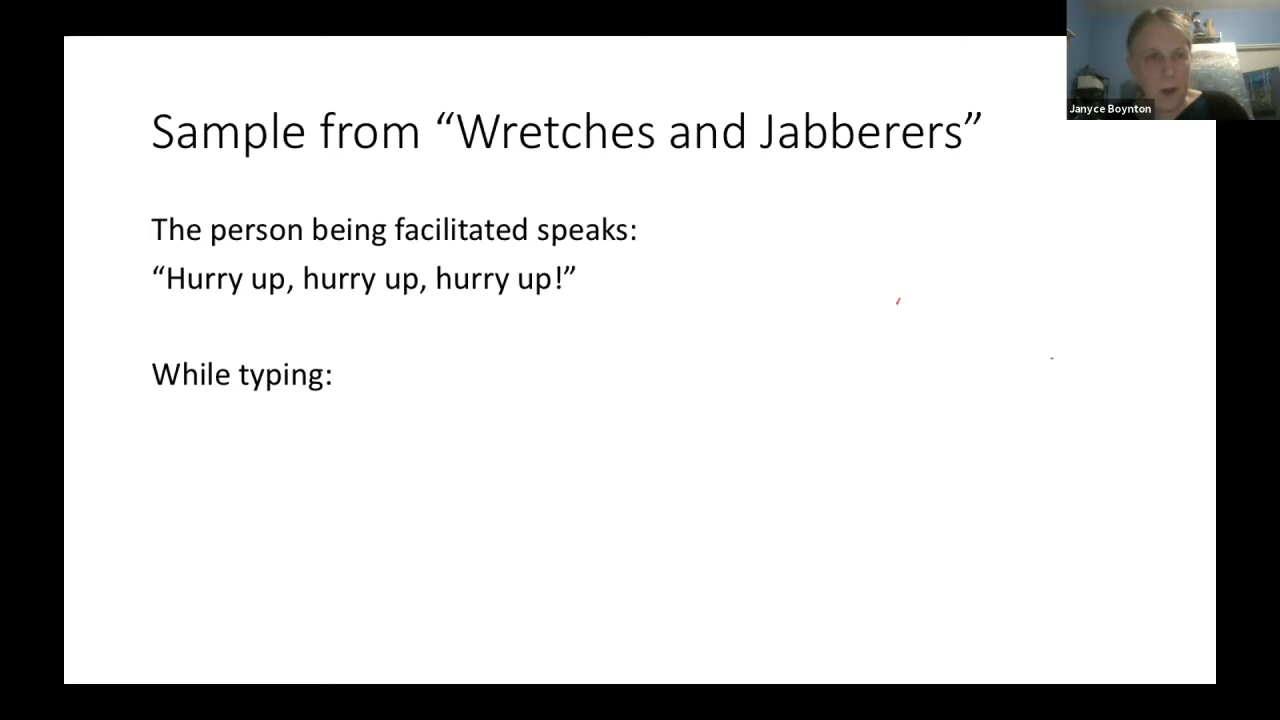 Janyce Boynton
Sample from “Wretches and Jabberers”
The person being facilitated speaks:
“Hurry up, hurry up, hurry up!”
While typing: